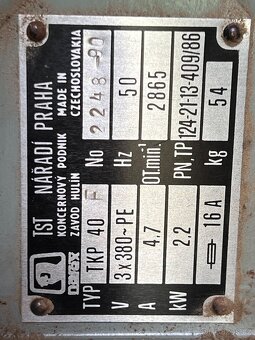 TST NÁŘADÍ PRAHA
KONCERNOVÝ PODNIK
ZÁVOD HULÍN
MADE IN
CZECHOSLOVAKIA
NAREX
TYP TKP 40 F No 2248-90
V 3x380~PE Hz 50
A 4,7 OT.min⁻¹ 2865
kW 2,2 PN,TP 124-21-13-409/86
16 A kg 54